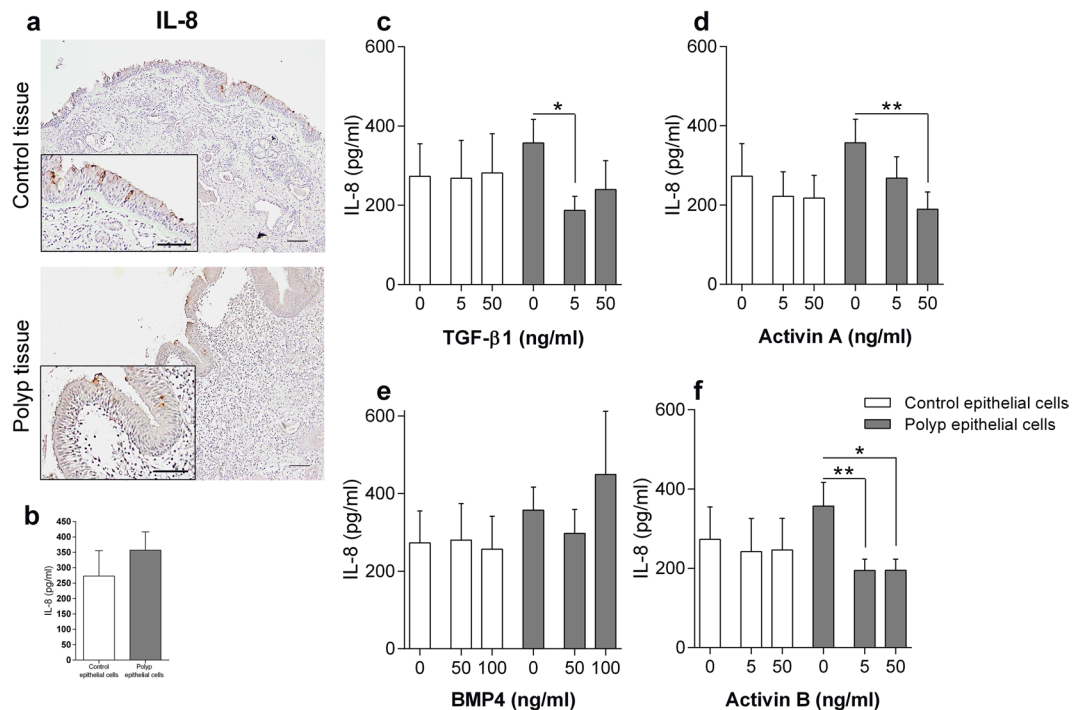 a
IL-8
Control tissue
Polyp tissue
b
IL-8 (pg/ml)
450
400
350
300
250
200
150
100
50
0
Control
epithelial cells
Polyp
epithelial cells
c
IL-8 (pg/ml)
600
400
200
0
*
0 5 50 0 5 50
TGF-β1 (ng/ml)
d
IL-8 (pg/ml)
600
400
200
0
**
0 5 50 0 5 50
Activin A (ng/ml)
e
IL-8 (pg/ml)
600
400
200
0
0 50 100 0 50 100
BMP4 (ng/ml)
f
Control epithelial cells
Polyp epithelial cells
IL-8 (pg/ml)
600
400
200
0
*
**
0 5 50 0 5 50
Activin B (ng/ml)